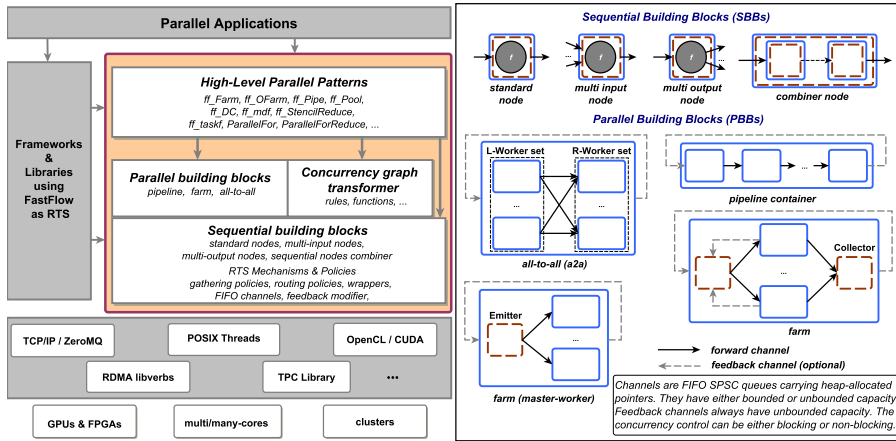 Parallel Applications
Frameworks
&
Libraries
using
FastFlow
as RTS
High-Level Parallel Patterns
ff_Farm, ff_OFarm, ff_Pipe, ff_Pool,
ff_DC, ff_mdf, ff_StencilReduce,
ff_taskf, ParallelFor, ParallelForReduce, ...
Parallel building blocks
pipeline, farm, all-to-all
Concurrency graph
transformer
rules, functions, ...
Sequential building blocks
standard nodes, multi-input nodes,
multi-output nodes, sequential nodes combiner
RTS Mechanisms & Policies
gathering policies, routing policies, wrappers,
FIFO channels, feedback modifier,
TCP/IP / ZeroMQ
POSIX Threads
OpenCL / CUDA
RDMA libverbs
TPC Library
...
GPUs & FPGAs
multi/many-cores
clusters
Sequential Building Blocks (SBBs)
f
f
f
...
...
standard
node
multi input
node
multi output
node
combiner node
Parallel Building Blocks (PBBs)
L-Worker set
R-Worker set
...
...
all-to-all (a2a)
...
pipeline container
Collector
...
farm
Emitter
...
farm (master-worker)
forward channel
feedback channel (optional)
Channels are FIFO SPSC queues carrying heap-allocated
pointers. They have either bounded or unbounded capacity
Feedback channels always have unbounded capacity. The
concurrency control can be either blocking or non-blocking